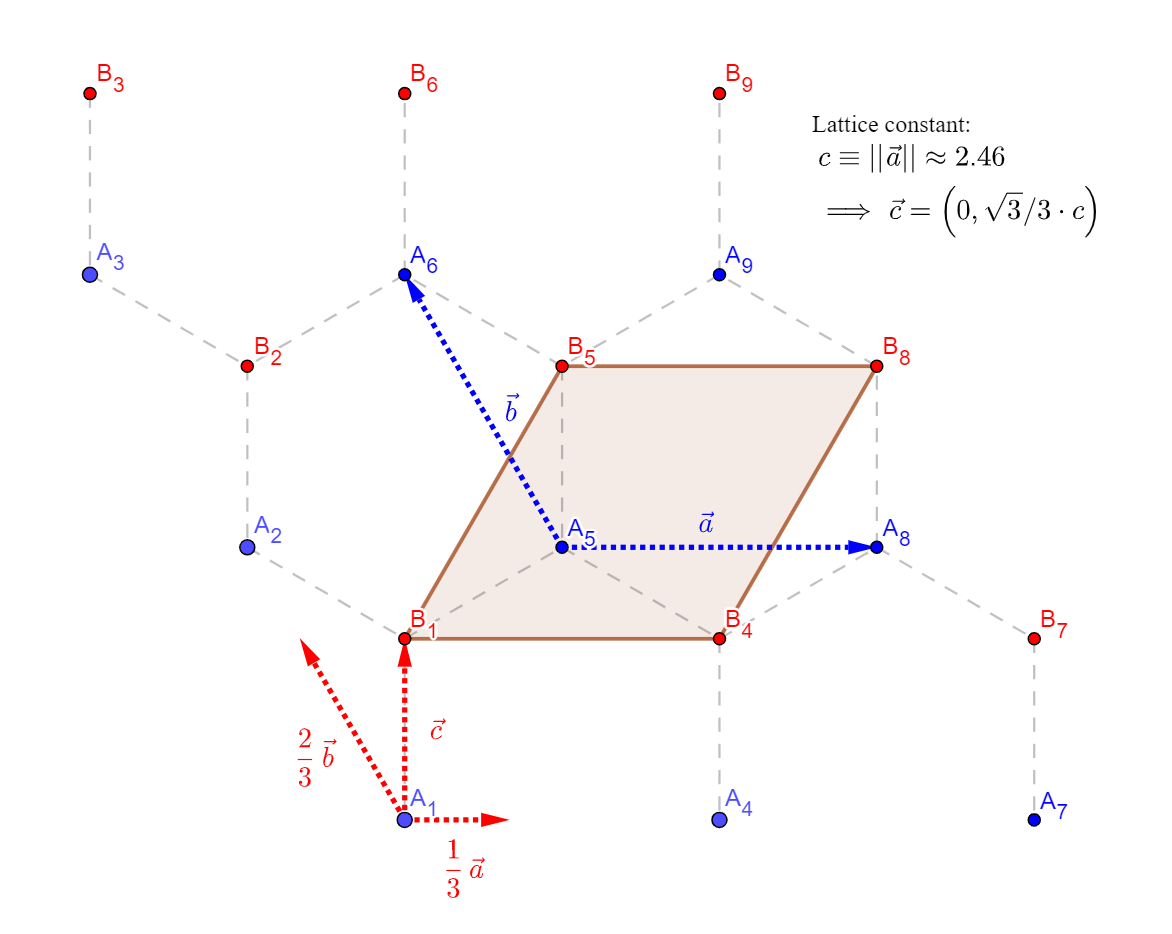 B₃
B₆
B₉
Lattice constant:
c ≡ ||a⃗|| ≈ 2.46
⟹ c⃗ = (0, √3/3 · c)
A₃
A₆
A₉
B₂
B₅
B₈
b⃗
A₂
A₅
a⃗
A₈
B₁
B₄
B₇
c⃗
2/3 b⃗
A₁
A₄
A₇
1/3 a⃗